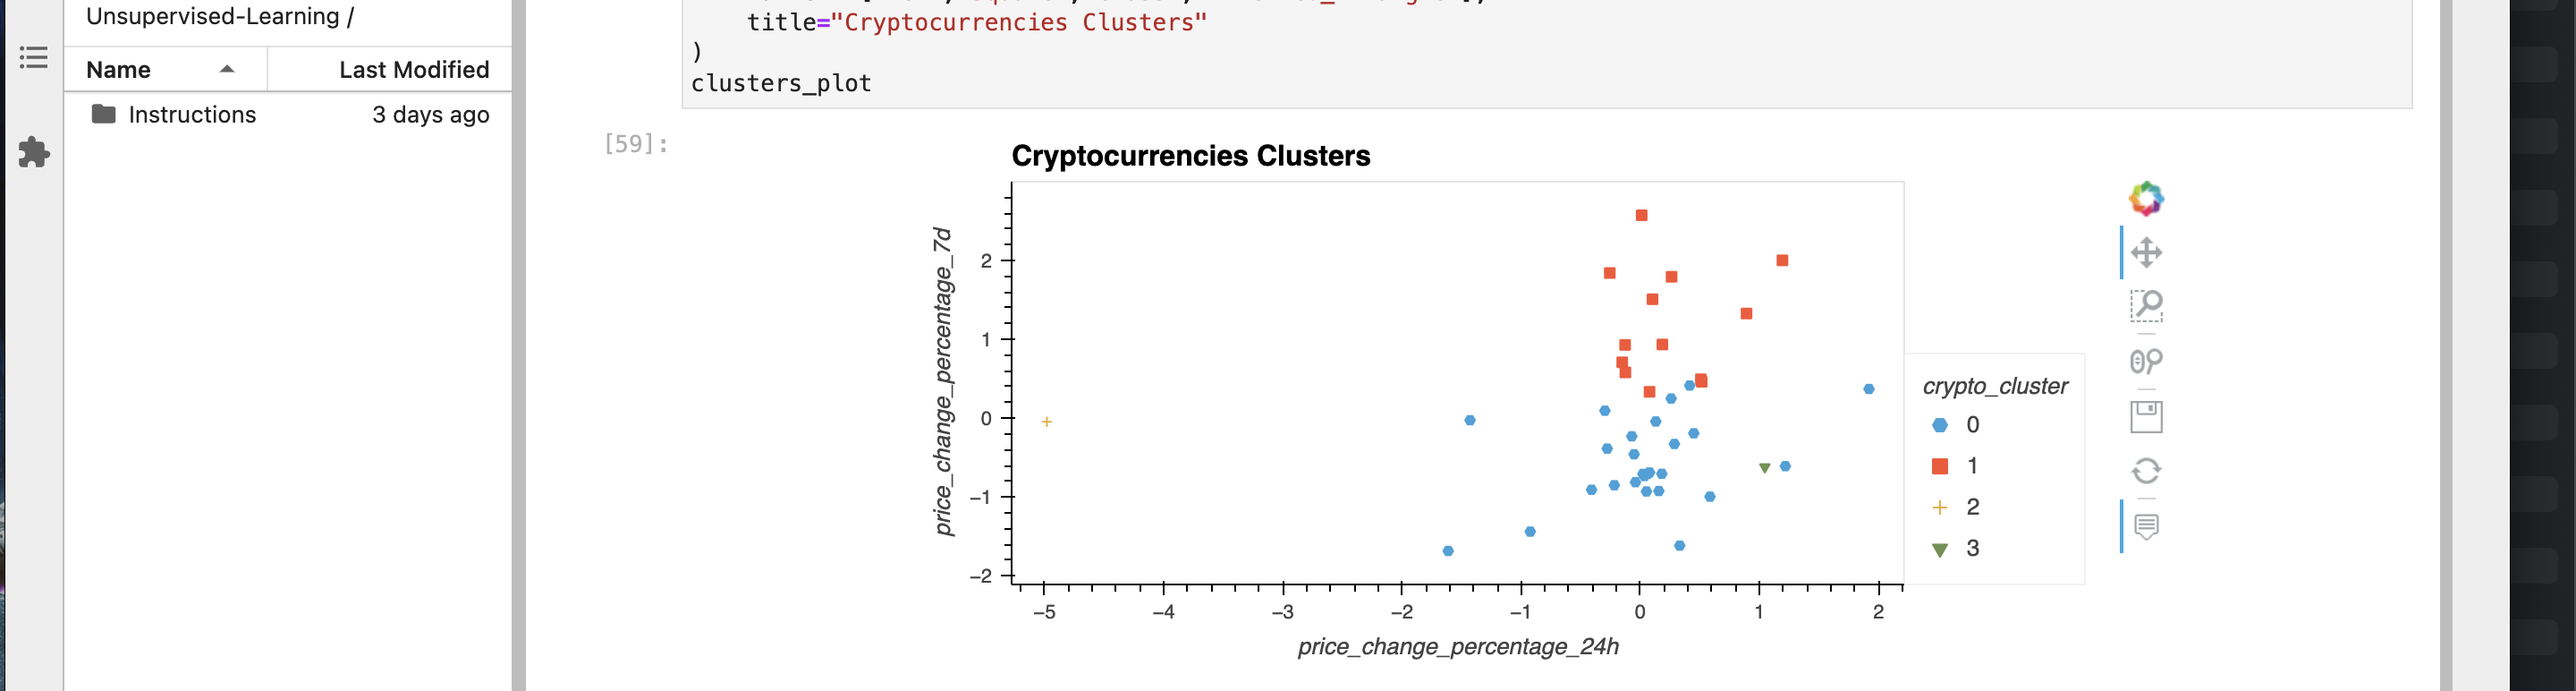 Unsupervised-Learning /
Name
Last Modified
Instructions
3 days ago
title="Cryptocurrencies Clusters"
)
clusters_plot
[59]:
Cryptocurrencies Clusters
price_change_percentage_7d
2
1
0
−1
−2
−5
−4
−3
−2
−1
0
1
2
price_change_percentage_24h
crypto_cluster
0
1
2
3